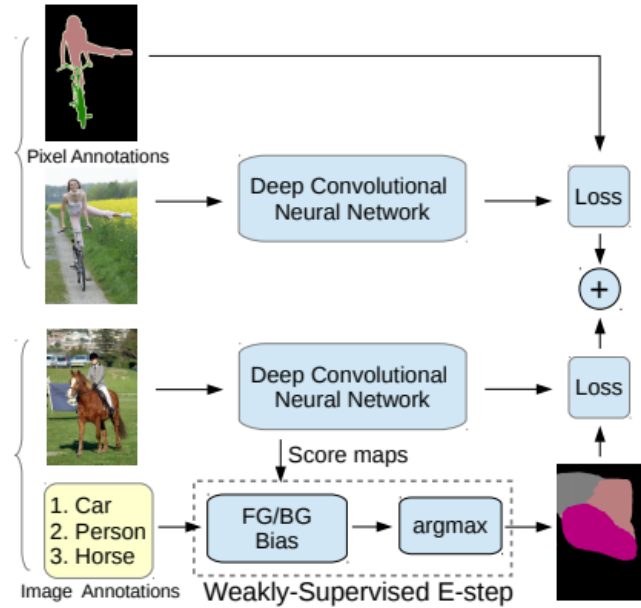 Pixel Annotations
Deep Convolutional
Neural Network
Loss
+
Deep Convolutional
Neural Network
Loss
Score maps
1. Car
2. Person
3. Horse
FG/BG
Bias
argmax
Image Annotations
Weakly-Supervised E-step